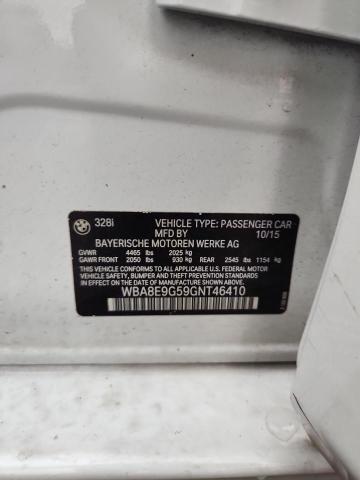 BMW 328i VEHICLE TYPE: PASSENGER CAR
MFD BY 10/15
BAYERISCHE MOTOREN WERKE AG
GVWR 4465 lbs 2025 kg
GAWR FRONT 2050 lbs 930 kg REAR 2545 lbs 1154 kg
THIS VEHICLE CONFORMS TO ALL APPLICABLE U.S. FEDERAL MOTOR
VEHICLE SAFETY, BUMPER AND THEFT PREVENTION STANDARDS IN
EFFECT ON THE DATE OF MANUFACTURE SHOWN ABOVE.
WBA8E9G59GNT46410